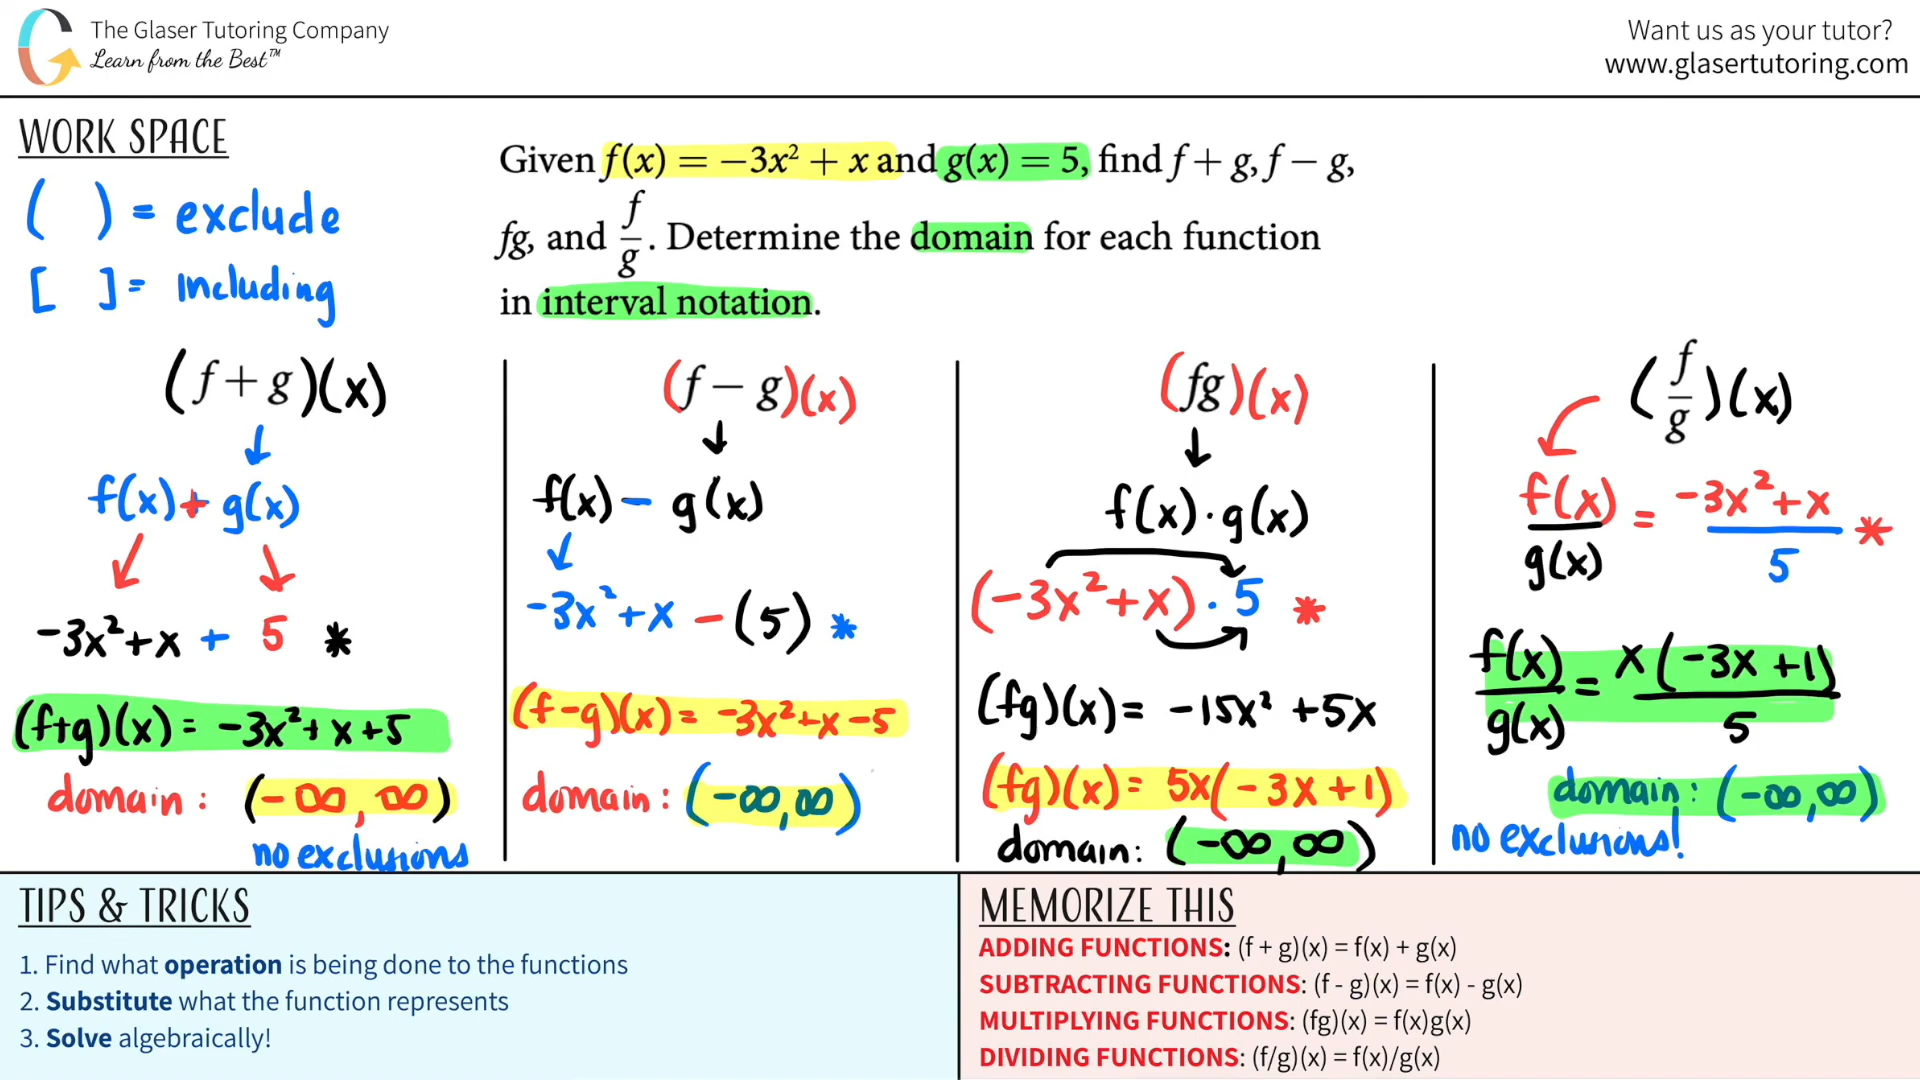 The Glaser Tutoring Company
Learn from the Best™
Want us as your tutor?
www.glasertutoring.com
WORK SPACE
( ) = exclude
[ ] = Including
Given f(x) = −3x² + x and g(x) = 5, find f + g, f − g,
fg, and f/g. Determine the domain for each function
in interval notation.
(f+g)(x)
f(x)+ g(x)
-3x²+x + 5 *
(f+g)(x) = -3x²+x+5
domain: (-∞,∞)
no exclusions
(f − g)(x)
f(x) - g(x)
-3x²+x - (5) *
(f-g)(x) = -3x²+x-5
domain: (-∞,∞)
(fg)(x)
f(x)·g(x)
(-3x²+x)·5 *
(fg)(x) = -15x² +5x
(fg)(x) = 5x(-3x+1)
domain: (-∞,∞)
(f/g)(x)
f(x)/g(x) = -3x²+x/5 *
f(x)/g(x) = x(-3x+1)/5
domain: (-∞,∞)
no exclusions!
TIPS & TRICKS
1. Find what operation is being done to the functions
2. Substitute what the function represents
3. Solve algebraically!
MEMORIZE THIS
ADDING FUNCTIONS: (f + g)(x) = f(x) + g(x)
SUBTRACTING FUNCTIONS: (f - g)(x) = f(x) - g(x)
MULTIPLYING FUNCTIONS: (fg)(x) = f(x)g(x)
DIVIDING FUNCTIONS: (f/g)(x) = f(x)/g(x)